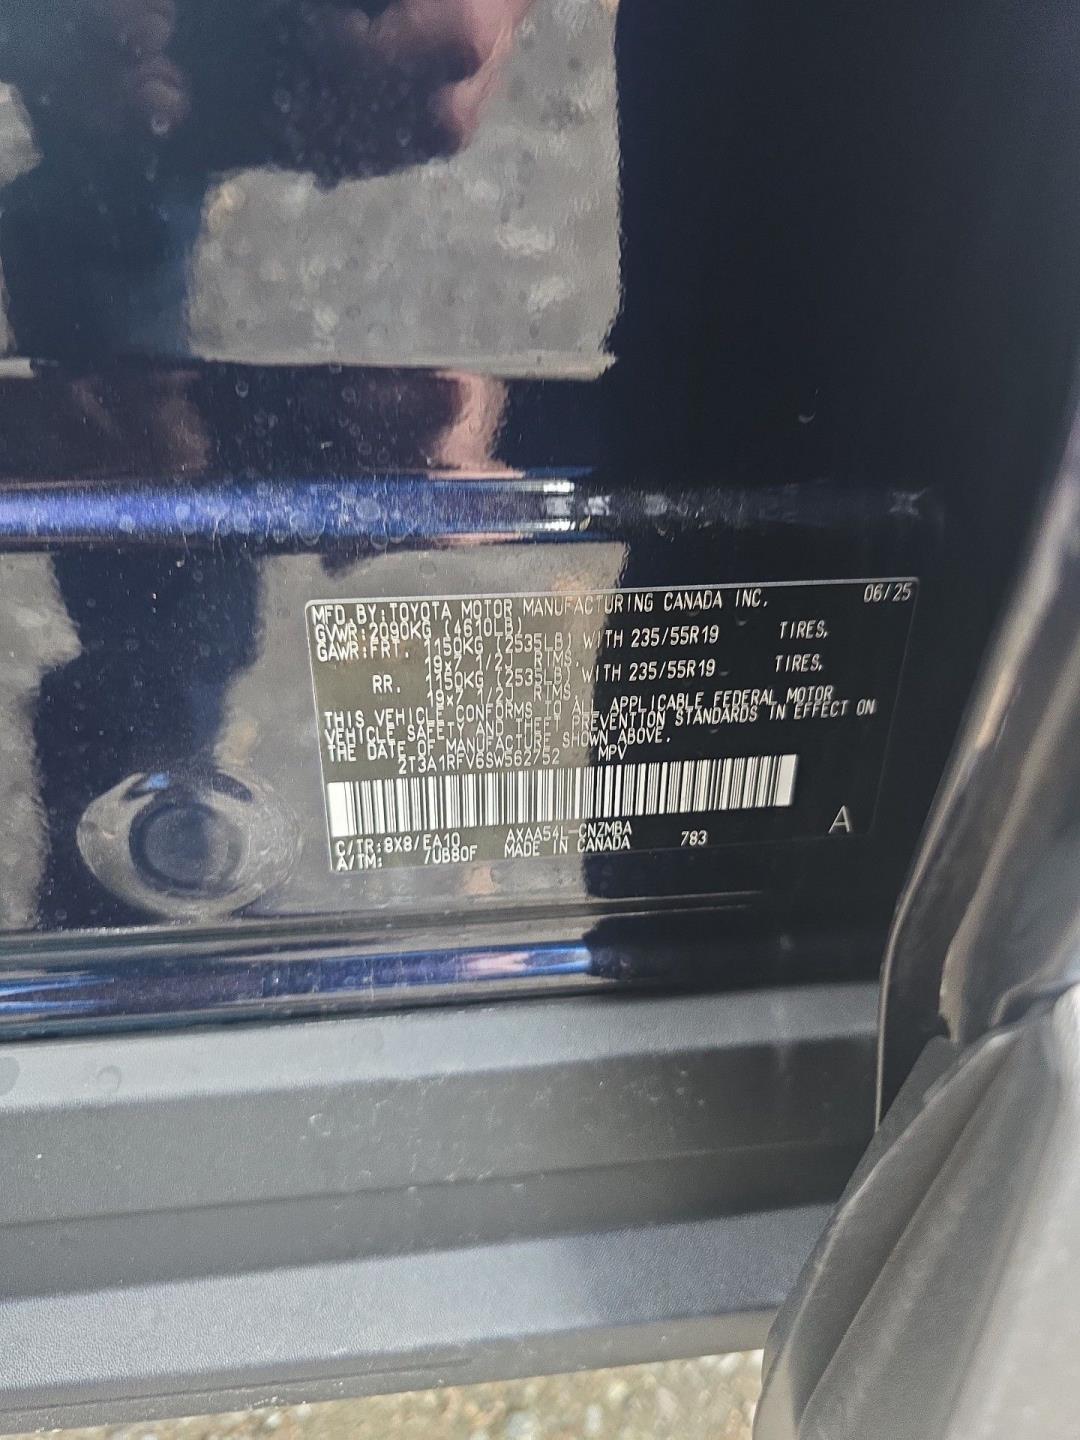 MFD.BY:TOYOTA MOTOR MANUFACTURING CANADA INC. 06/25
GVWR:2090KG (4610LB)
GAWR:FRT. 1150KG (2535LB) WITH 235/55R19 TIRES,
19x7 1/2J RIMS.
RR. 1150KG (2535LB) WITH 235/55R19 TIRES,
19x7 1/2J RIMS.
THIS VEHICLE CONFORMS TO ALL APPLICABLE FEDERAL MOTOR
VEHICLE SAFETY AND THEFT PREVENTION STANDARDS IN EFFECT ON
THE DATE OF MANUFACTURE SHOWN ABOVE.
2T3A1RFV6SW562752 MPV
C/TR:8X8/EA10 AXAA54L-CNZMBA 783 A
A/TM: 7UB80F MADE IN CANADA